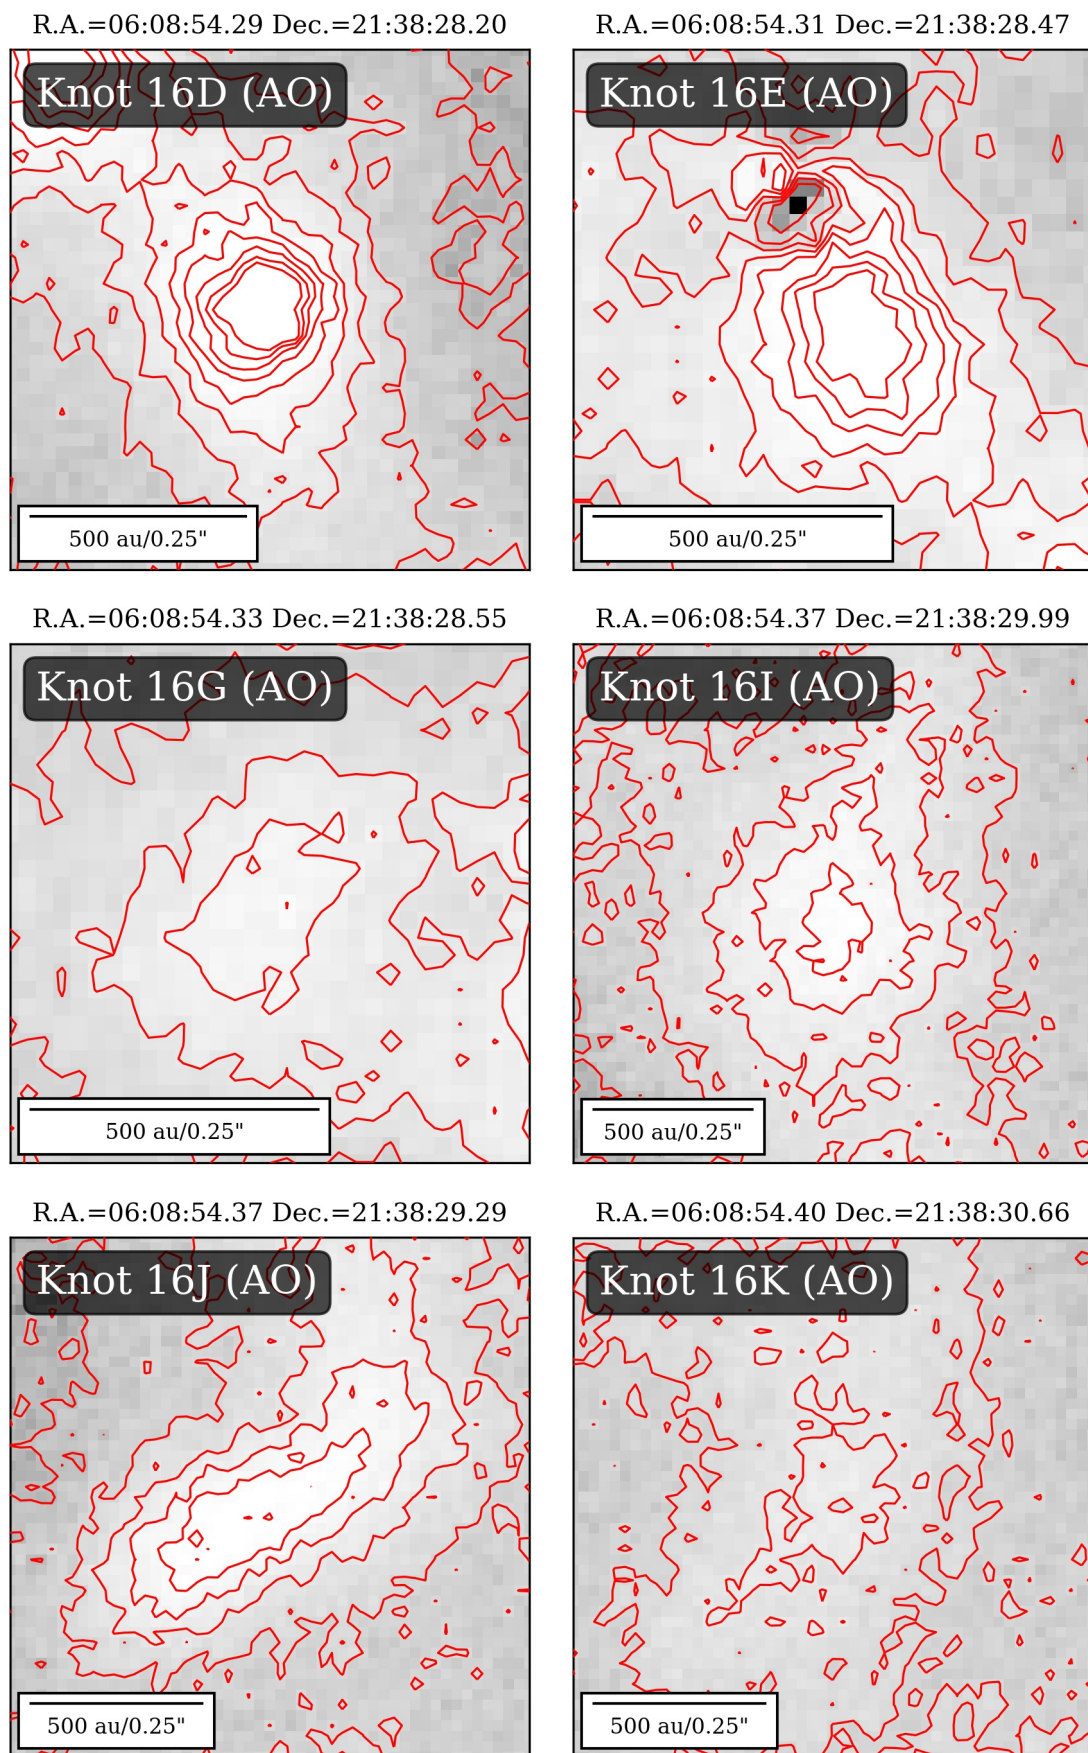 R.A.=06:08:54.29 Dec.=21:38:28.20
Knot 16D (AO)
500 au/0.25"
R.A.=06:08:54.31 Dec.=21:38:28.47
Knot 16E (AO)
500 au/0.25"
R.A.=06:08:54.33 Dec.=21:38:28.55
Knot 16G (AO)
500 au/0.25"
R.A.=06:08:54.37 Dec.=21:38:29.99
Knot 16I (AO)
500 au/0.25"
R.A.=06:08:54.37 Dec.=21:38:29.29
Knot 16J (AO)
500 au/0.25"
R.A.=06:08:54.40 Dec.=21:38:30.66
Knot 16K (AO)
500 au/0.25"